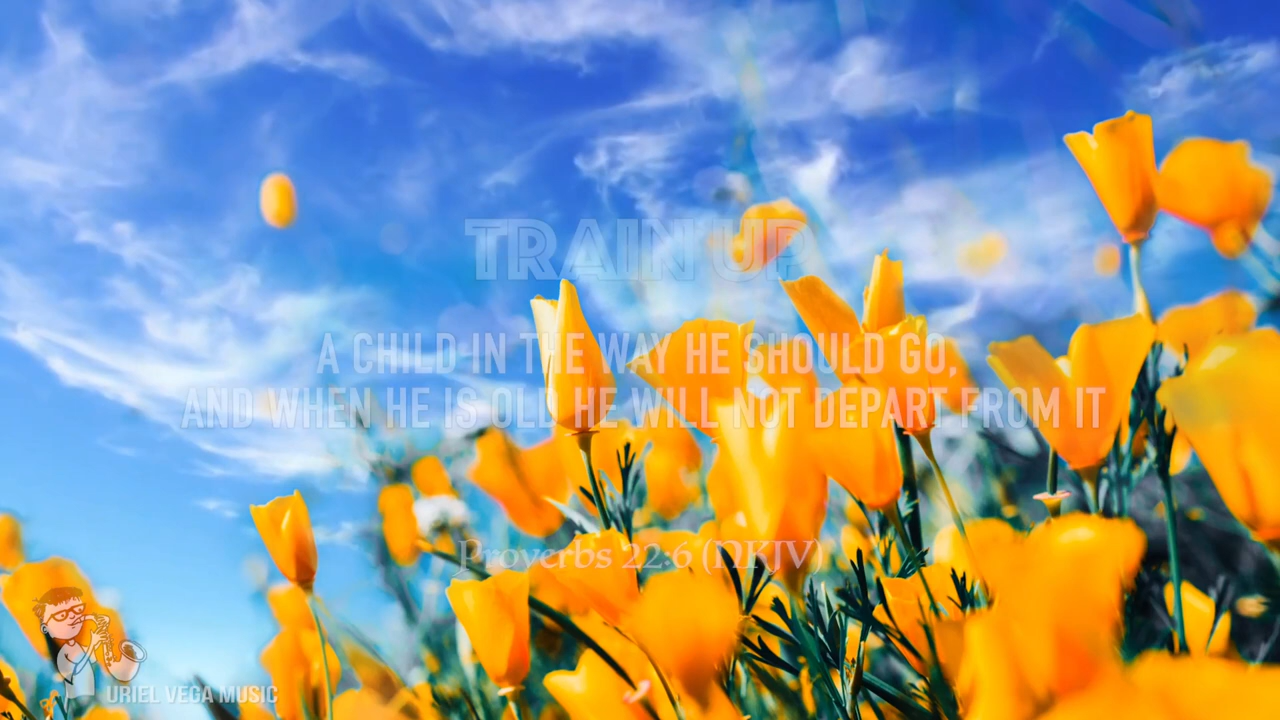 TRAIN UP
A CHILD IN THE WAY HE SHOULD GO,
AND WHEN HE IS OLD HE WILL NOT DEPART FROM IT
Proverbs 22:6 (NKJV)
URIEL VEGA MUSIC